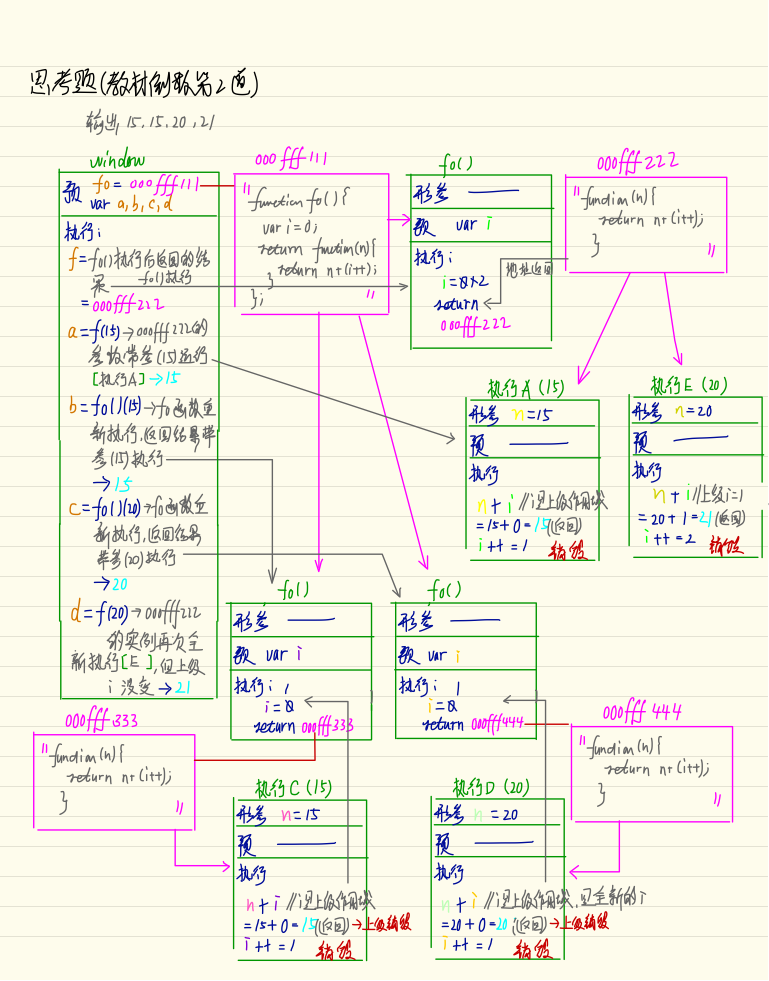 思考题(教材倒数第2道)
输出 15,15,20,21
window
预 fo = 000fff111
var a,b,c,d
执行:
f=fo()执行后返回的结
果 fo()执行
=000fff222
a=f(15)→000fff222的
参数带参(15)运行
[执行A]→15
b=fo()(15)→fo函数重
新执行,返回结果带
参(15)执行
→15
c=fo()(20)→fo函数重
新执行,返回结果
带参(20)执行
→20
d=f(20)→000fff222
的实例再次全
新执行[E],但上级
i没变→21
000fff111
"function fo(){
var i=0;
return function(n){
return n+(i++);
}
};"
fo()
形参 ——
预 var i
执行:
i=0 1 2
return
000fff222
地址返回
000fff222
"function(n){
return n+(i++);
}"
执行A(15)
形参 n=15
预 ——
执行
n+i //i是上级作用域
=15+0=15(返回)
i++=1 销毁
执行E(20)
形参 n=20
预 ——
执行
n+i //上级i=1
=20+1=21(返回)
i++=2 销毁
fo()
形参 ——
预 var i
执行: 1
i=0
return 000fff333
fo()
形参 ——
预 var i
执行: 1
i=0
return 000fff444
000fff333
"function(n){
return n+(i++);
}"
000fff444
"function(n){
return n+(i++);
}"
执行C(15)
形参 n=15
预 ——
执行
n+i //i是上级作用域
=15+0=15(返回)→上级销毁
i++=1 销毁
执行D(20)
形参 n=20
预 ——
执行
n+i //i是上级作用域,是全新的i
=20+0=20(返回)→上级销毁
i++=1 销毁